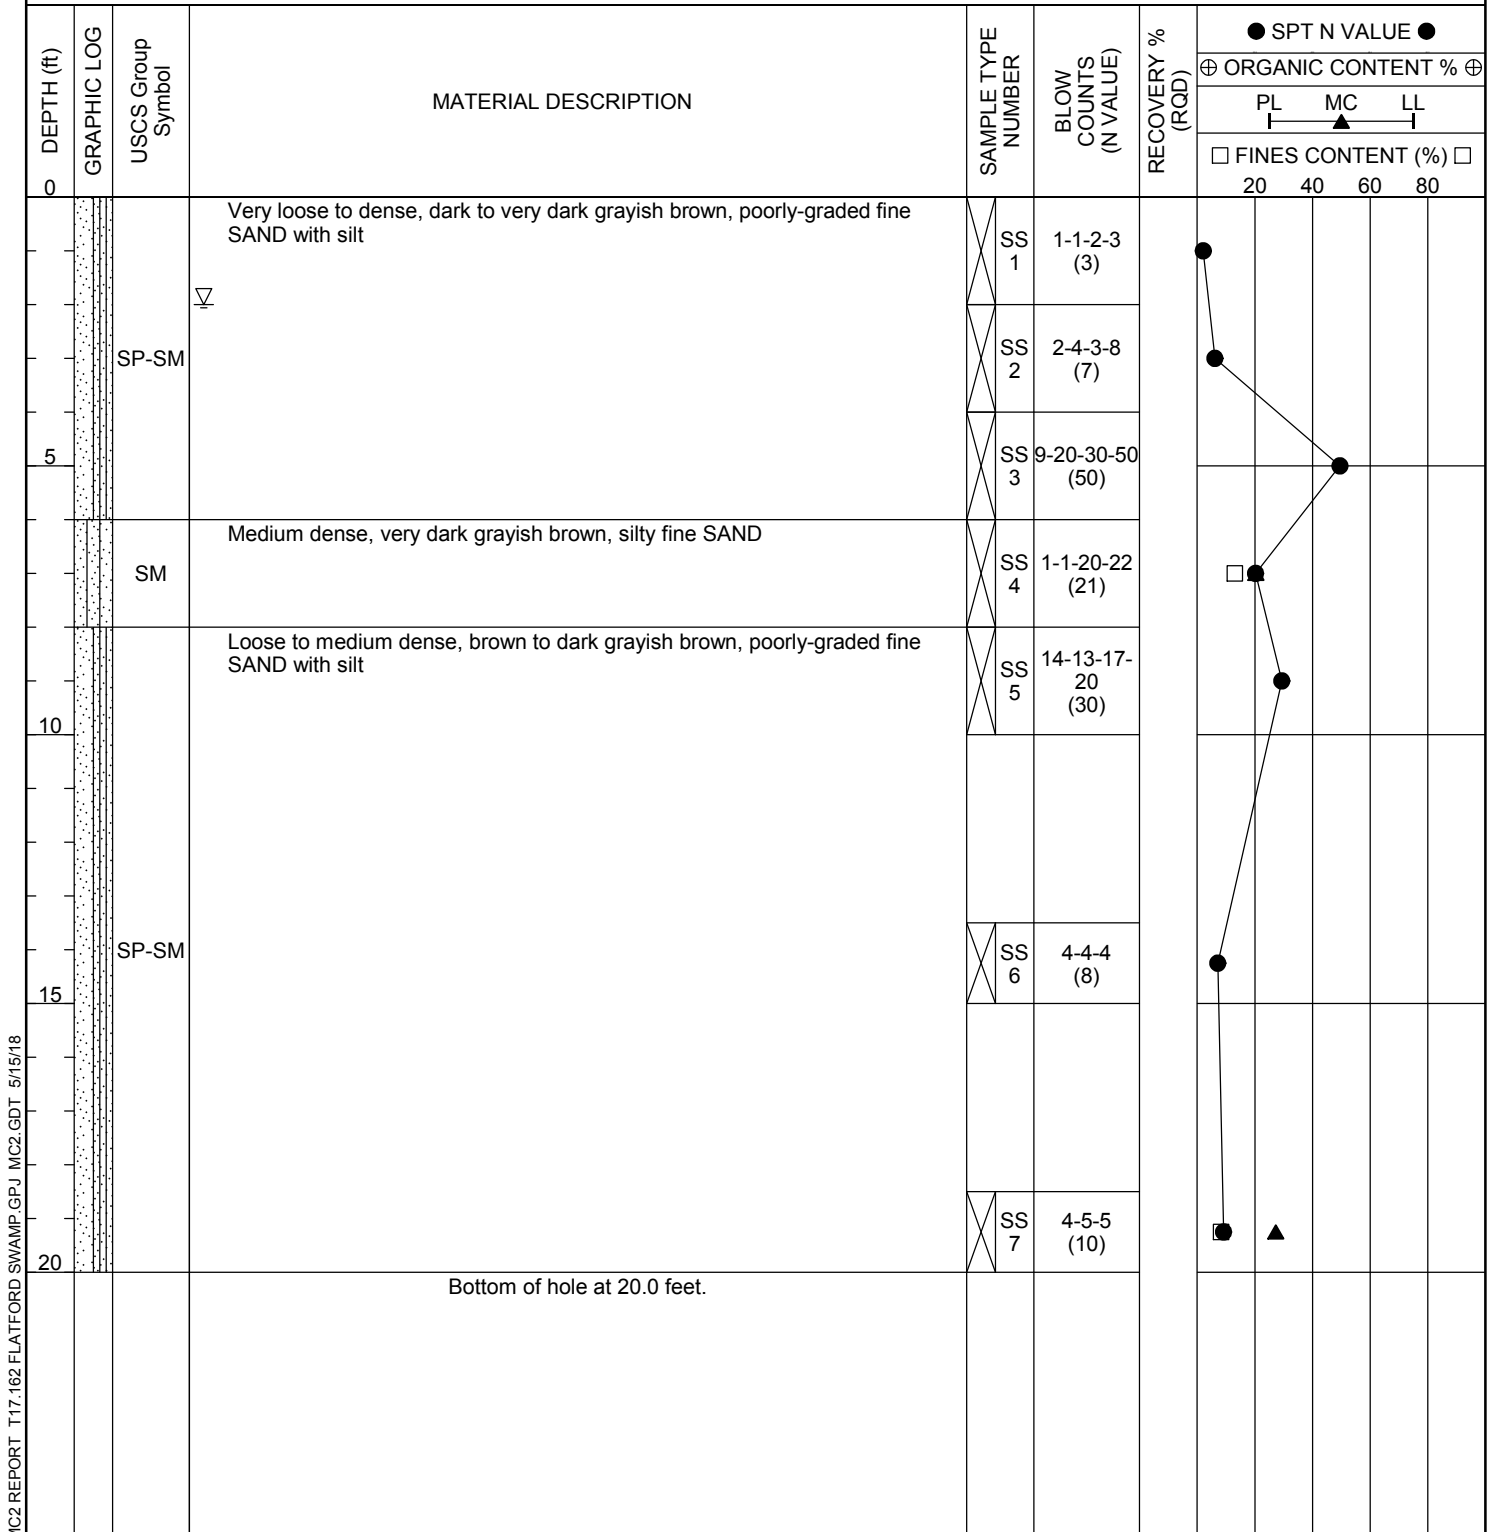 DEPTH (ft)
GRAPHIC LOG
USCS Group
Symbol
MATERIAL DESCRIPTION
SAMPLE TYPE
NUMBER
BLOW
COUNTS
(N VALUE)
RECOVERY %
(RQD)
● SPT N VALUE ●
⊕ ORGANIC CONTENT % ⊕
PL MC LL
□ FINES CONTENT (%) □
20 40 60 80
0
Very loose to dense, dark to very dark grayish brown, poorly-graded fine
SAND with silt
SS
1
1-1-2-3
(3)
SP-SM
SS
2
2-4-3-8
(7)
5
SS
3
9-20-30-50
(50)
Medium dense, very dark grayish brown, silty fine SAND
SM
SS
4
1-1-20-22
(21)
Loose to medium dense, brown to dark grayish brown, poorly-graded fine
SAND with silt
SS
5
14-13-17-
20
(30)
10
SP-SM
SS
6
4-4-4
(8)
15
SS
7
4-5-5
(10)
20
Bottom of hole at 20.0 feet.
MC2 REPORT T17.162 FLATFORD SWAMP.GPJ MC2.GDT 5/15/18